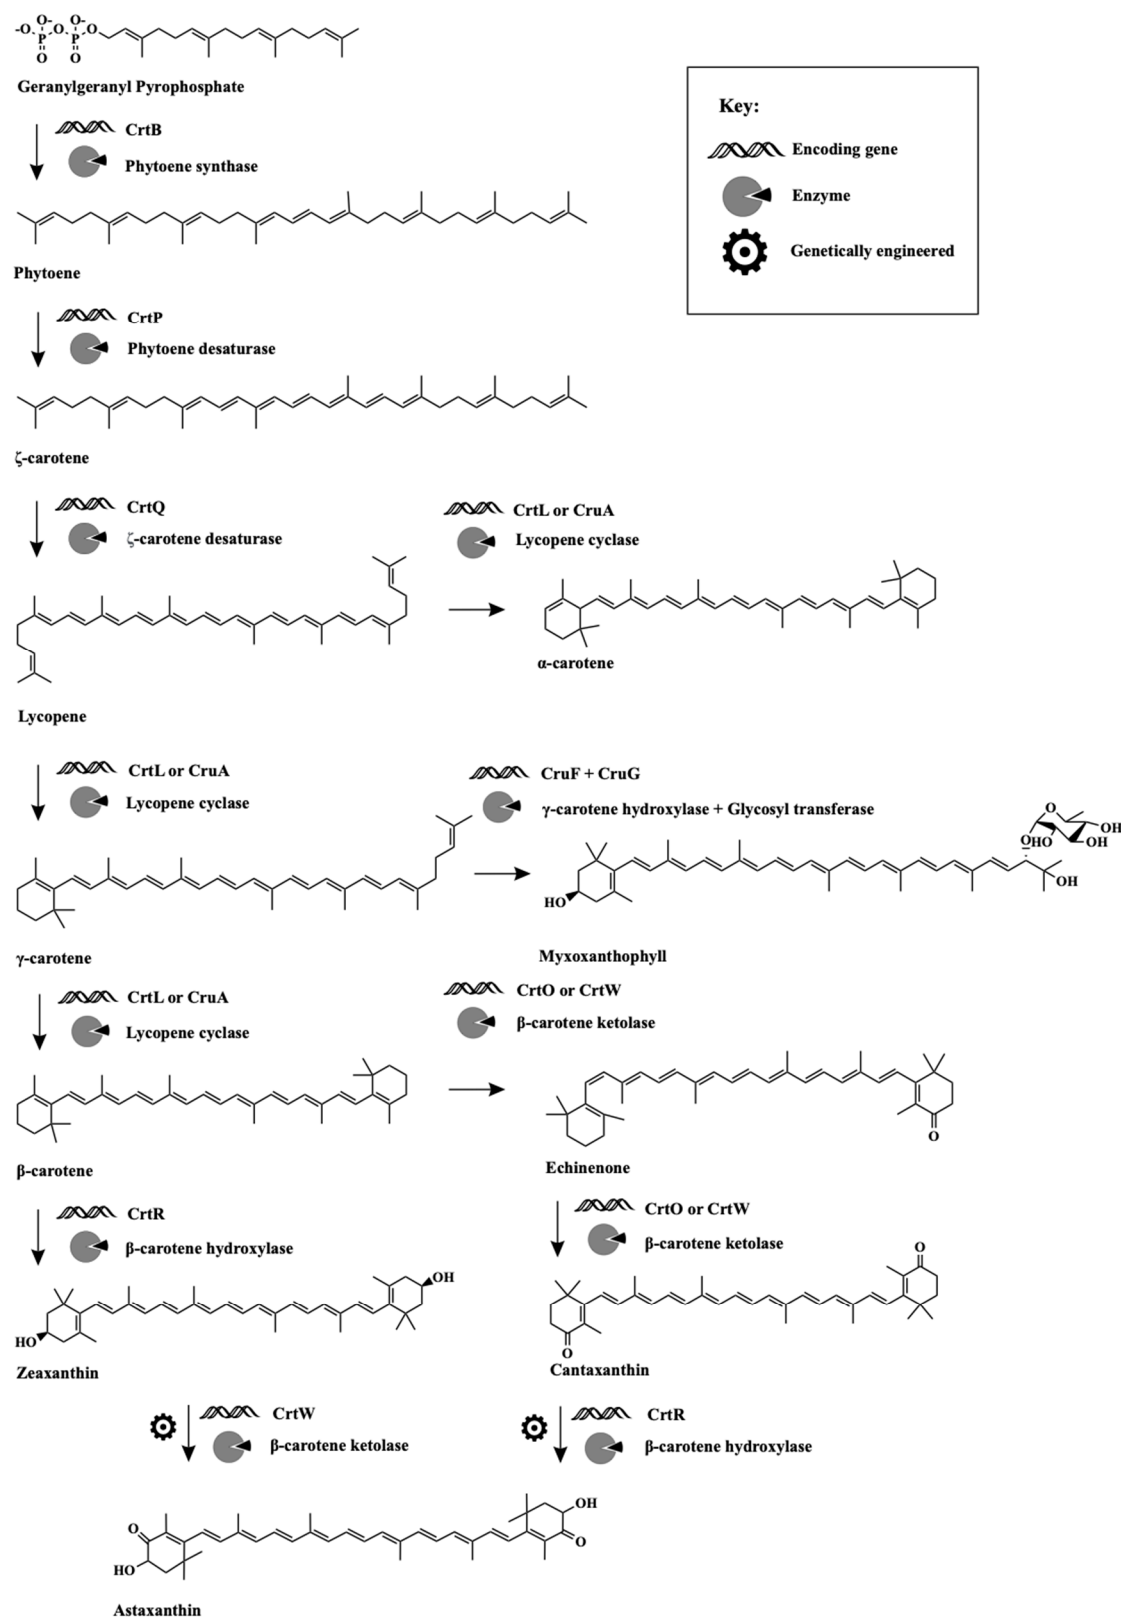 -O O- O- O O
P P
O O
Geranylgeranyl Pyrophosphate
Key:
Encoding gene
Enzyme
Genetically engineered
CrtB
Phytoene synthase
Phytoene
CrtP
Phytoene desaturase
ζ-carotene
CrtQ
ζ-carotene desaturase
CrtL or CruA
Lycopene cyclase
α-carotene
Lycopene
CrtL or CruA
Lycopene cyclase
CruF + CruG
γ-carotene hydroxylase + Glycosyl transferase
O
OH
O HO OH
OH
HO
γ-carotene
Myxoxanthophyll
CrtL or CruA
Lycopene cyclase
CrtO or CrtW
β-carotene ketolase
O
β-carotene
Echinenone
CrtR
β-carotene hydroxylase
CrtO or CrtW
β-carotene ketolase
OH
HO
Zeaxanthin
O
O
Cantaxanthin
CrtW
β-carotene ketolase
CrtR
β-carotene hydroxylase
O
HO
OH
O
Astaxanthin